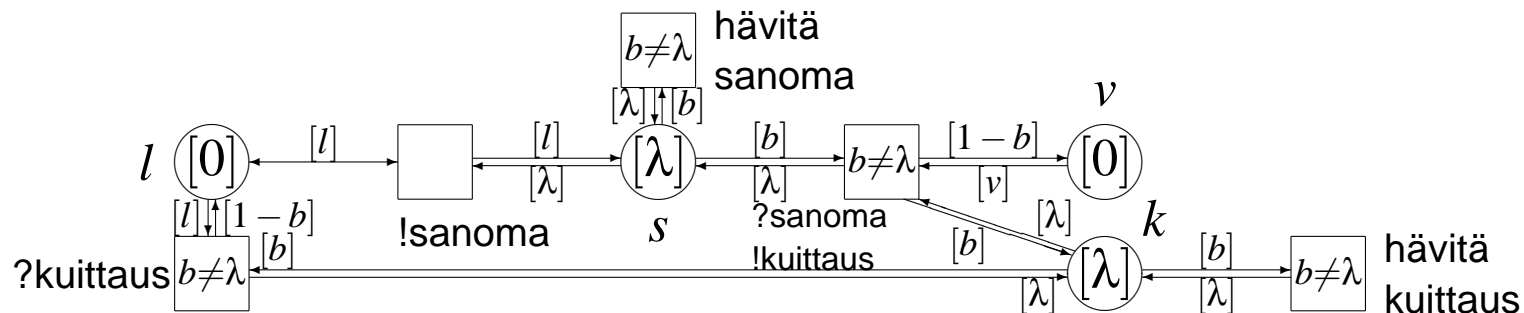 hävitä
sanoma
b≠λ
[λ] [b]
v
l [0] [l] [l] [λ] [λ] [b] [λ] b≠λ [1−b] [v] [0]
!sanoma s ?sanoma
!kuittaus
[λ] [b] k
[l] [1−b]
?kuittaus b≠λ [b] [λ] [λ] [b] [λ] b≠λ
hävitä
kuittaus